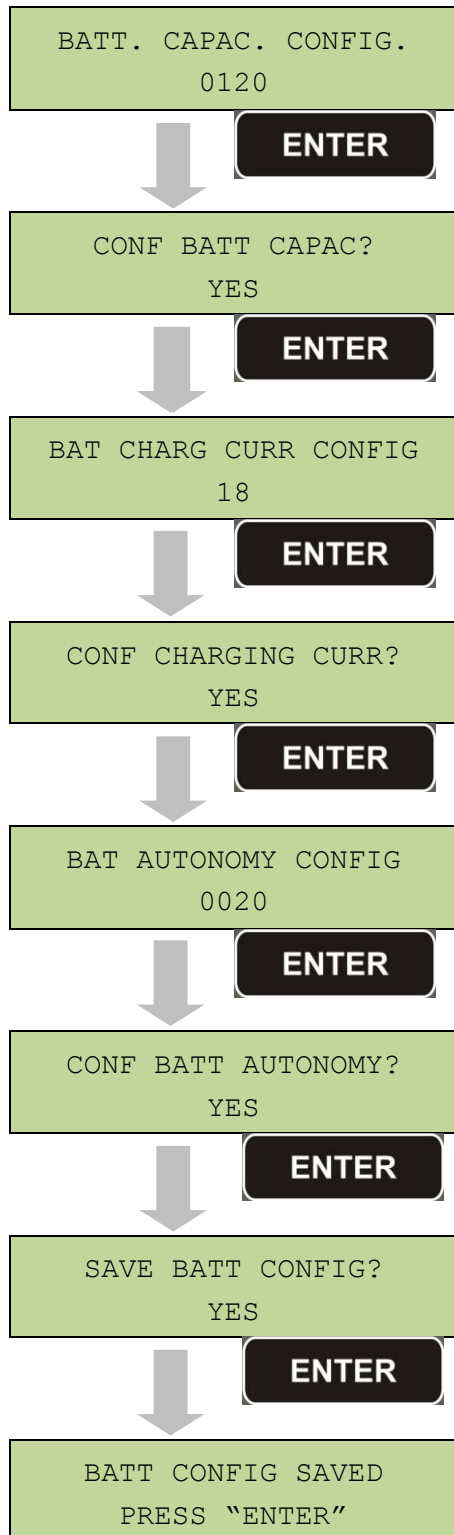 BATT. CAPAC. CONFIG.
0120
ENTER
CONF BATT CAPAC?
YES
ENTER
BAT CHARG CURR CONFIG
18
ENTER
CONF CHARGING CURR?
YES
ENTER
BAT AUTONOMY CONFIG
0020
ENTER
CONF BATT AUTONOMY?
YES
ENTER
SAVE BATT CONFIG?
YES
ENTER
BATT CONFIG SAVED
PRESS “ENTER”